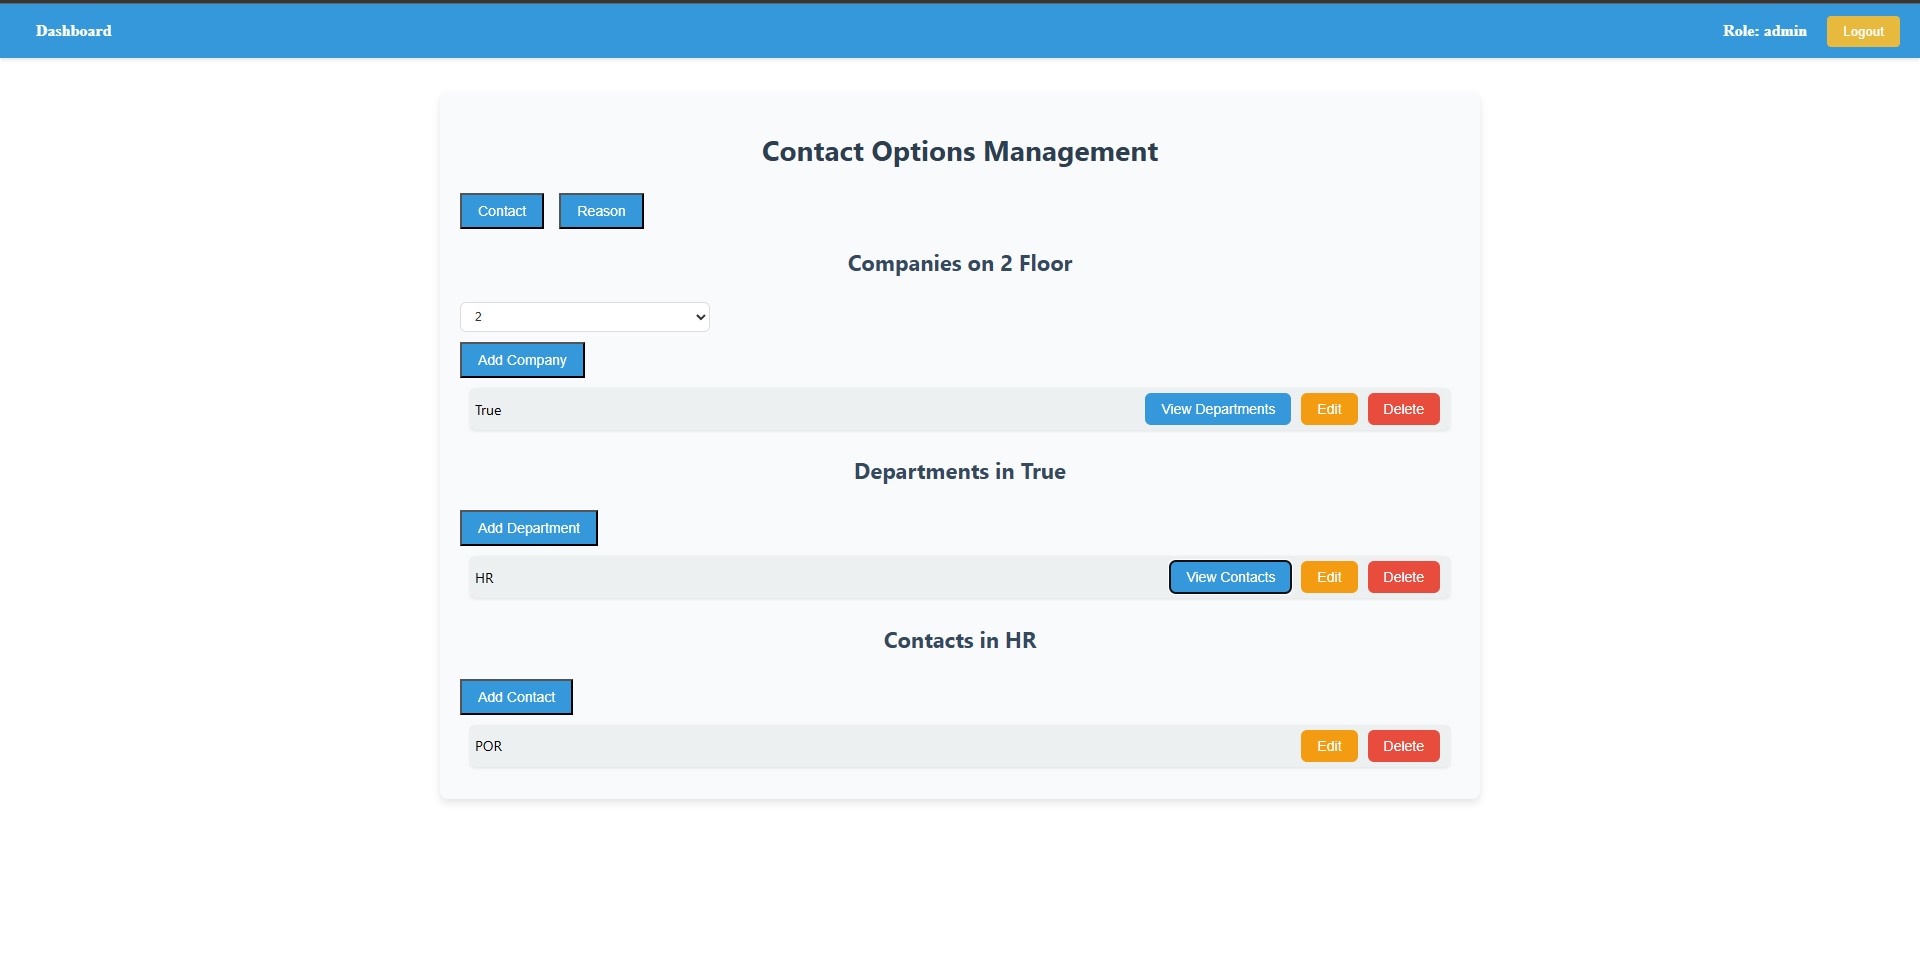 Dashboard
Role: admin
Logout
Contact Options Management
Contact
Reason
Companies on 2 Floor
2
Add Company
True
View Departments
Edit
Delete
Departments in True
Add Department
HR
View Contacts
Edit
Delete
Contacts in HR
Add Contact
POR
Edit
Delete